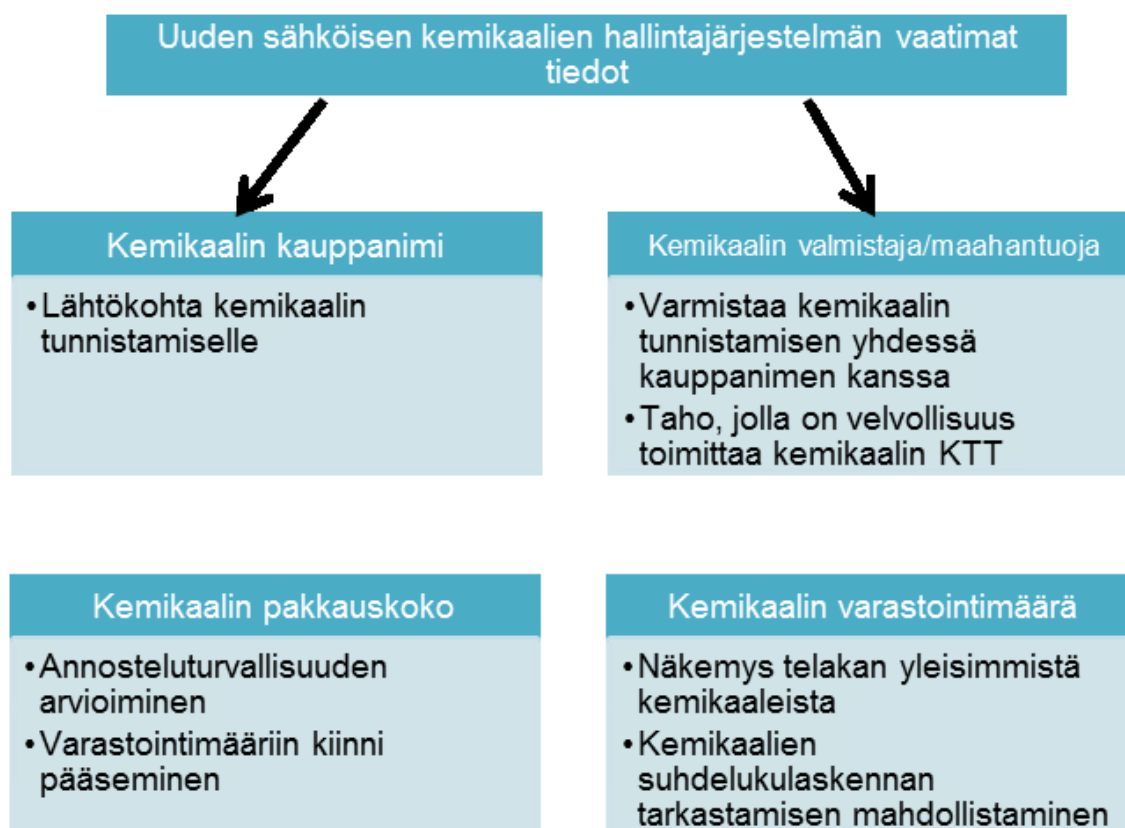 Uuden sähköisen kemikaalien hallintajärjestelmän vaatimat
tiedot
Kemikaalin kauppanimi
•Lähtökohta kemikaalin
tunnistamiselle
Kemikaalin valmistaja/maahantuoja
•Varmistaa kemikaalin
tunnistamisen yhdessä
kauppanimen kanssa
•Taho, jolla on velvollisuus
toimittaa kemikaalin KTT
Kemikaalin pakkauskoko
•Annosteluturvallisuuden
arvioiminen
•Varastointimääriin kiinni
pääseminen
Kemikaalin varastointimäärä
•Näkemys telakan yleisimmistä
kemikaaleista
•Kemikaalien
suhdelukulaskennan
tarkastamisen mahdollistaminen